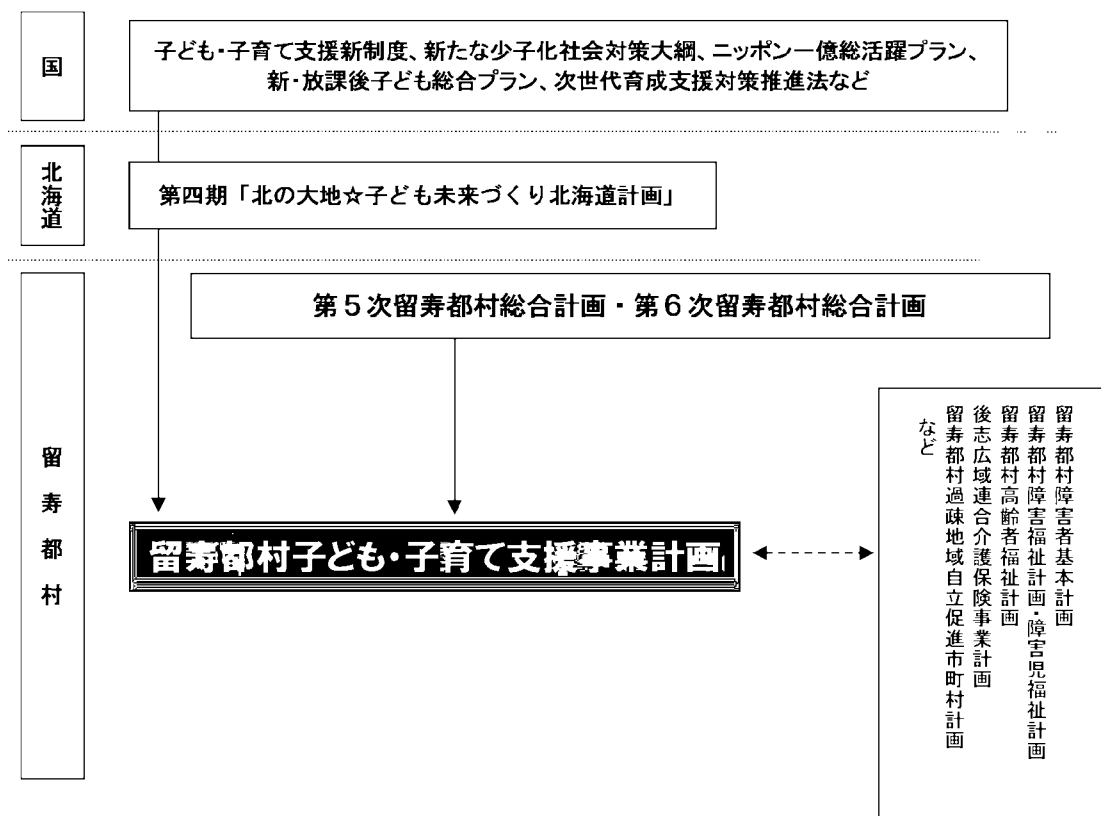 国
子ども・子育て支援新制度、新たな少子化社会対策大綱、ニッポン一億総活躍プラン、
新・放課後子ども総合プラン、次世代育成支援対策推進法など
北海道
第四期「北の大地☆子ども未来づくり北海道計画」
留寿都村
第５次留寿都村総合計画・第６次留寿都村総合計画
留寿都村子ども・子育て支援事業計画
留寿都村障害者基本計画
留寿都村障害福祉計画・障害児福祉計画
留寿都村高齢者福祉計画
後志広域連合介護保険事業計画
留寿都村過疎地域自立促進市町村計画
など